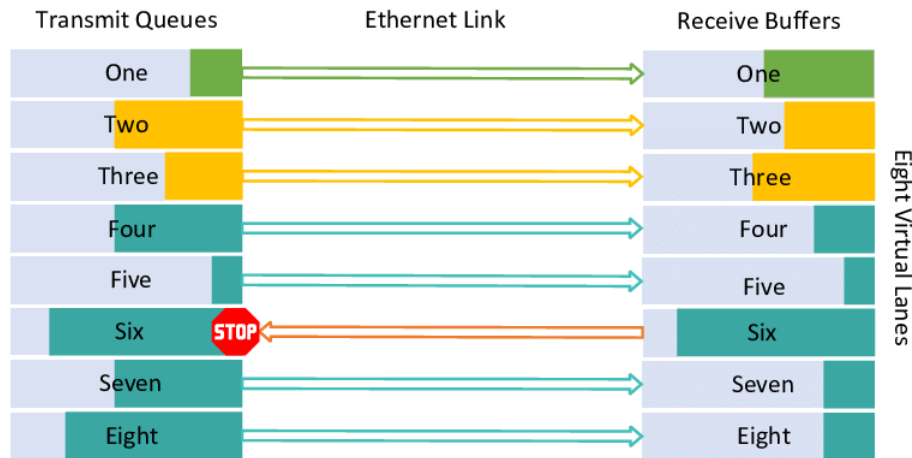 Transmit Queues Ethernet Link Receive Buffers
One One
Two Two
Three Three
Four Four
Five Five
Six STOP Six
Seven Seven
Eight Eight
Eight Virtual Lanes